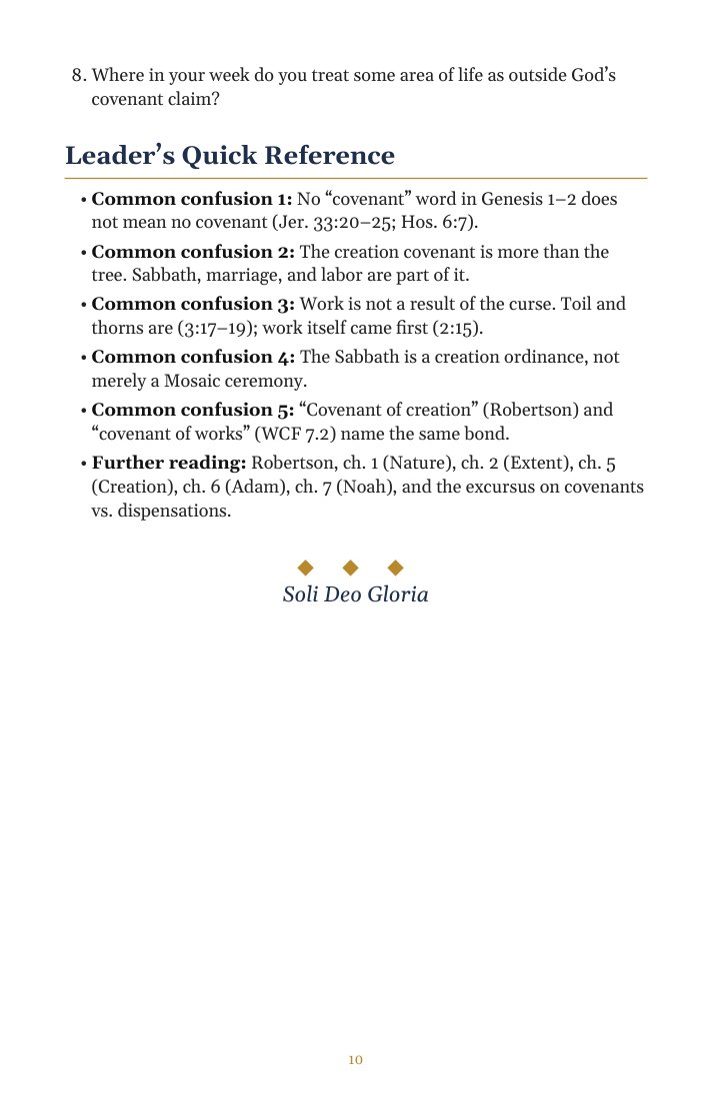 8. Where in your week do you treat some area of life as outside God’s
covenant claim?
Leader’s Quick Reference
• Common confusion 1: No “covenant” word in Genesis 1–2 does
not mean no covenant (Jer. 33:20–25; Hos. 6:7).
• Common confusion 2: The creation covenant is more than the
tree. Sabbath, marriage, and labor are part of it.
• Common confusion 3: Work is not a result of the curse. Toil and
thorns are (3:17–19); work itself came first (2:15).
• Common confusion 4: The Sabbath is a creation ordinance, not
merely a Mosaic ceremony.
• Common confusion 5: “Covenant of creation” (Robertson) and
“covenant of works” (WCF 7.2) name the same bond.
• Further reading: Robertson, ch. 1 (Nature), ch. 2 (Extent), ch. 5
(Creation), ch. 6 (Adam), ch. 7 (Noah), and the excursus on covenants
vs. dispensations.
◆ ◆ ◆
Soli Deo Gloria
10